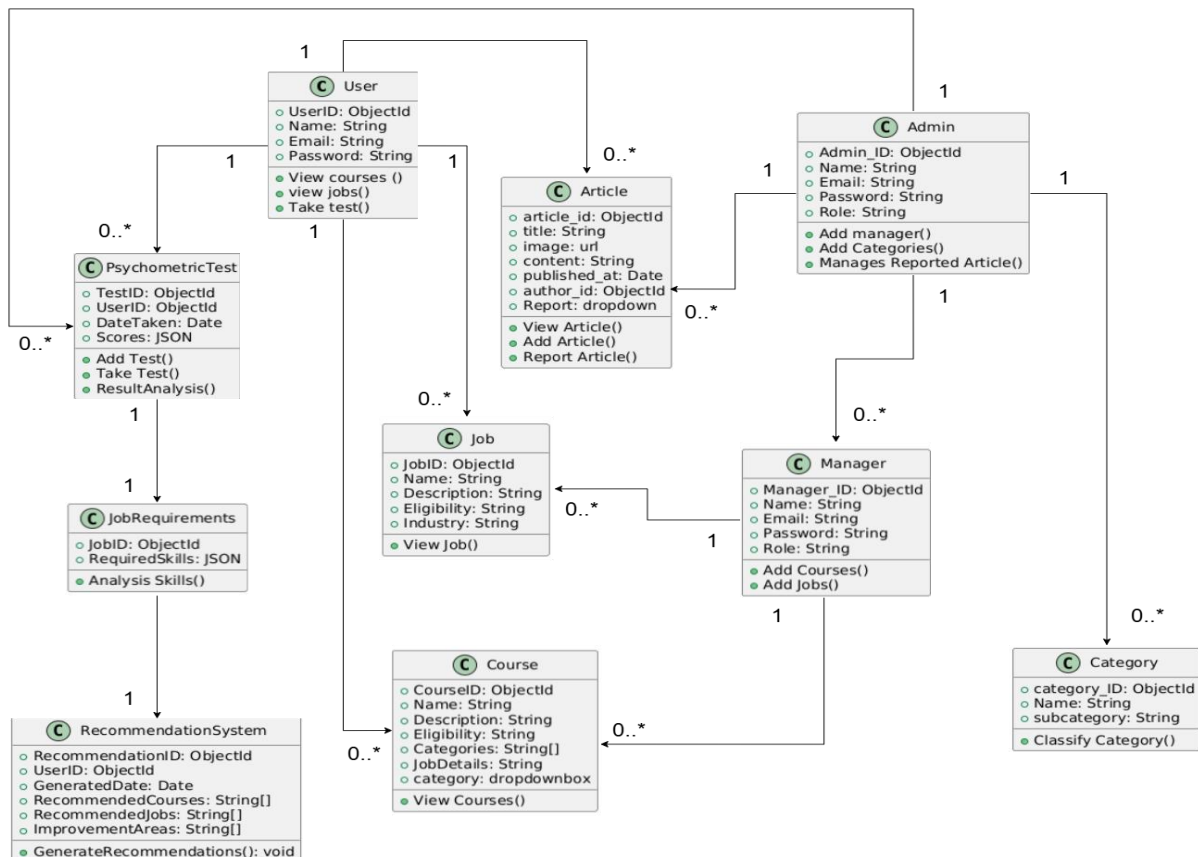 1
1
C User
UserID: ObjectId
Name: String
Email: String
Password: String
View courses ()
view jobs()
Take test()
1
1
1
0..*
0..*
C Admin
Admin_ID: ObjectId
Name: String
Email: String
Password: String
Role: String
Add manager()
Add Categories()
Manages Reported Article()
1
1
1
1
C Article
article_id: ObjectId
title: String
image: url
content: String
published_at: Date
author_id: ObjectId
Report: dropdown
View Article()
Add Article()
Report Article()
0..*
C PsychometricTest
TestID: ObjectId
UserID: ObjectId
DateTaken: Date
Scores: JSON
Add Test()
Take Test()
ResultAnalysis()
0..*
1
1
0..*
C Job
JobID: ObjectId
Name: String
Description: String
Eligibility: String
Industry: String
View Job()
0..*
0..*
C Manager
Manager_ID: ObjectId
Name: String
Email: String
Password: String
Role: String
Add Courses()
Add Jobs()
1
1
C JobRequirements
JobID: ObjectId
RequiredSkills: JSON
Analysis Skills()
1
C Course
CourseID: ObjectId
Name: String
Description: String
Eligibility: String
Categories: String[]
JobDetails: String
category: dropdownbox
View Courses()
0..*
0..*
0..*
C Category
category_ID: ObjectId
Name: String
subcategory: String
Classify Category()
C RecommendationSystem
RecommendationID: ObjectId
UserID: ObjectId
GeneratedDate: Date
RecommendedCourses: String[]
RecommendedJobs: String[]
ImprovementAreas: String[]
GenerateRecommendations(): void